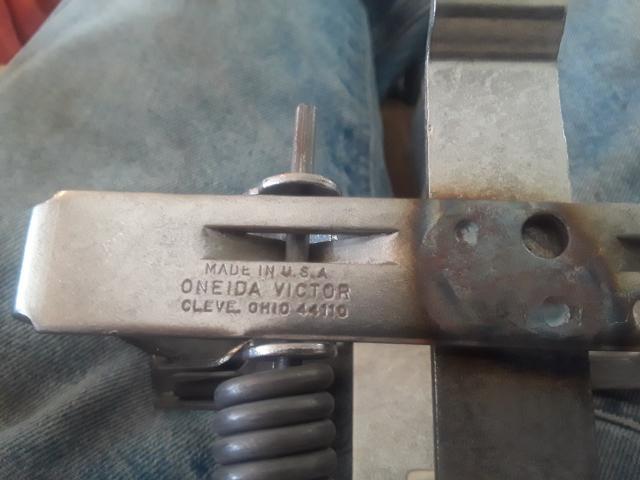 MADE IN U.S.A
ONEIDA VICTOR
CLEVE. OHIO 44110